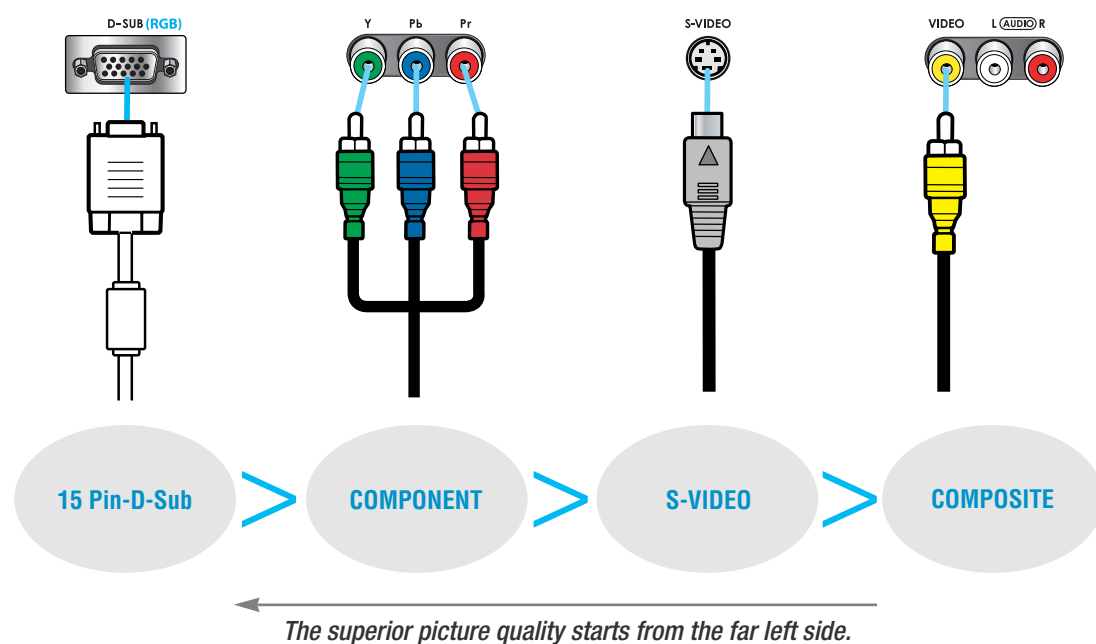 D-SUB (RGB)
Y Pb Pr
S-VIDEO
VIDEO L AUDIO R
15 Pin-D-Sub > COMPONENT > S-VIDEO > COMPOSITE
The superior picture quality starts from the far left side.